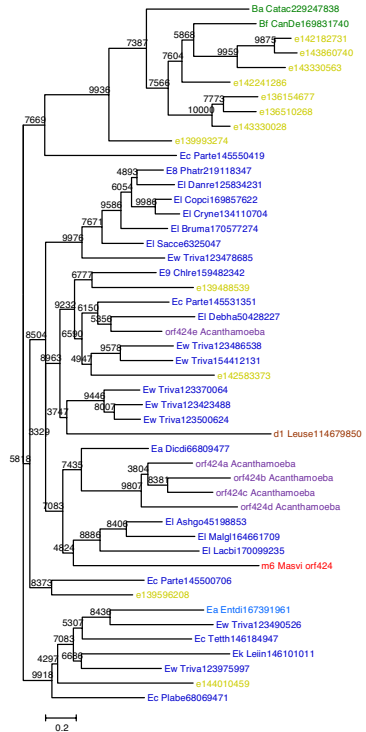 Ba Catac229247838
Bf CanDe169831740
5868
e142182731
9875
7387
e143860740
9959
7604
e143330563
e142241286
7566
9936
e136154677
7773
e136510268
10000
e143330028
7669
e139993274
Ec Parte145550419
E8 Phatr219118347
4893
El Danre125834231
6054
El Copci169857622
9986
9586
El Cryne134110704
7671
El Bruma170577274
9976
El Sacce6325047
Ew Triva123478685
E9 Chlre159482342
6777
e139488539
Ec Parte145531351
9232
6150
El Debha50428227
5356
orf424e Acanthamoeba
8504
6590
Ew Triva123486538
9578
8963
4947
Ew Triva154412131
e142583373
Ew Triva123370064
9446
Ew Triva123423488
8007
3747
Ew Triva123500624
3329
d1 Leuse114679850
Ea Dicdi66809477
5818
7435
orf424a Acanthamoeba
3804
orf424b Acanthamoeba
8381
9807
orf424c Acanthamoeba
7083
orf424d Acanthamoeba
El Ashgo45198853
8406
El Malgl164661709
8886
4824
El Lacbi170099235
m6 Masvi orf424
Ec Parte145500706
8373
e139596208
Ea Entdi167391961
8436
Ew Triva123490526
5307
Ec Tetth146184947
7083
Ek Leiin146101011
4297
6686
Ew Triva123975997
9918
e144010459
Ec Plabe68069471
0.2